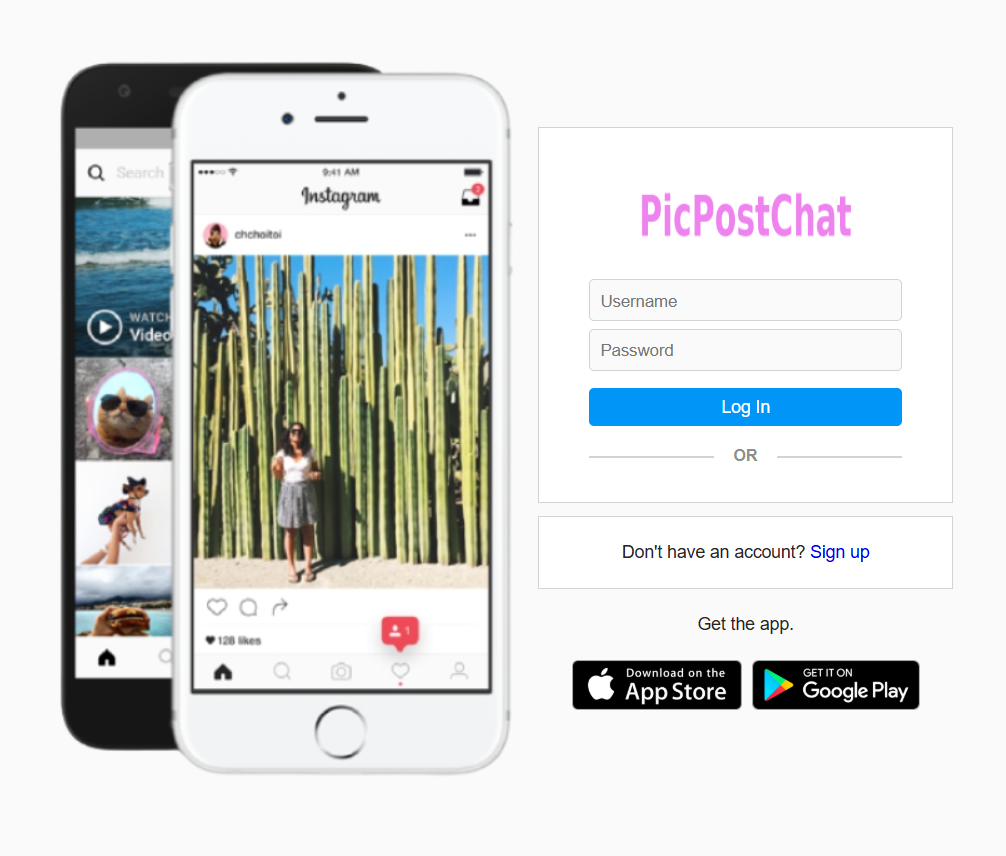 Search
WATCH
Video
9:41 AM
Instagram
2
chchoitoi
128 likes
1
PicPostChat
Username
Password
Log In
OR
Don't have an account? Sign up
Get the app.
Download on the
App Store
GET IT ON
Google Play